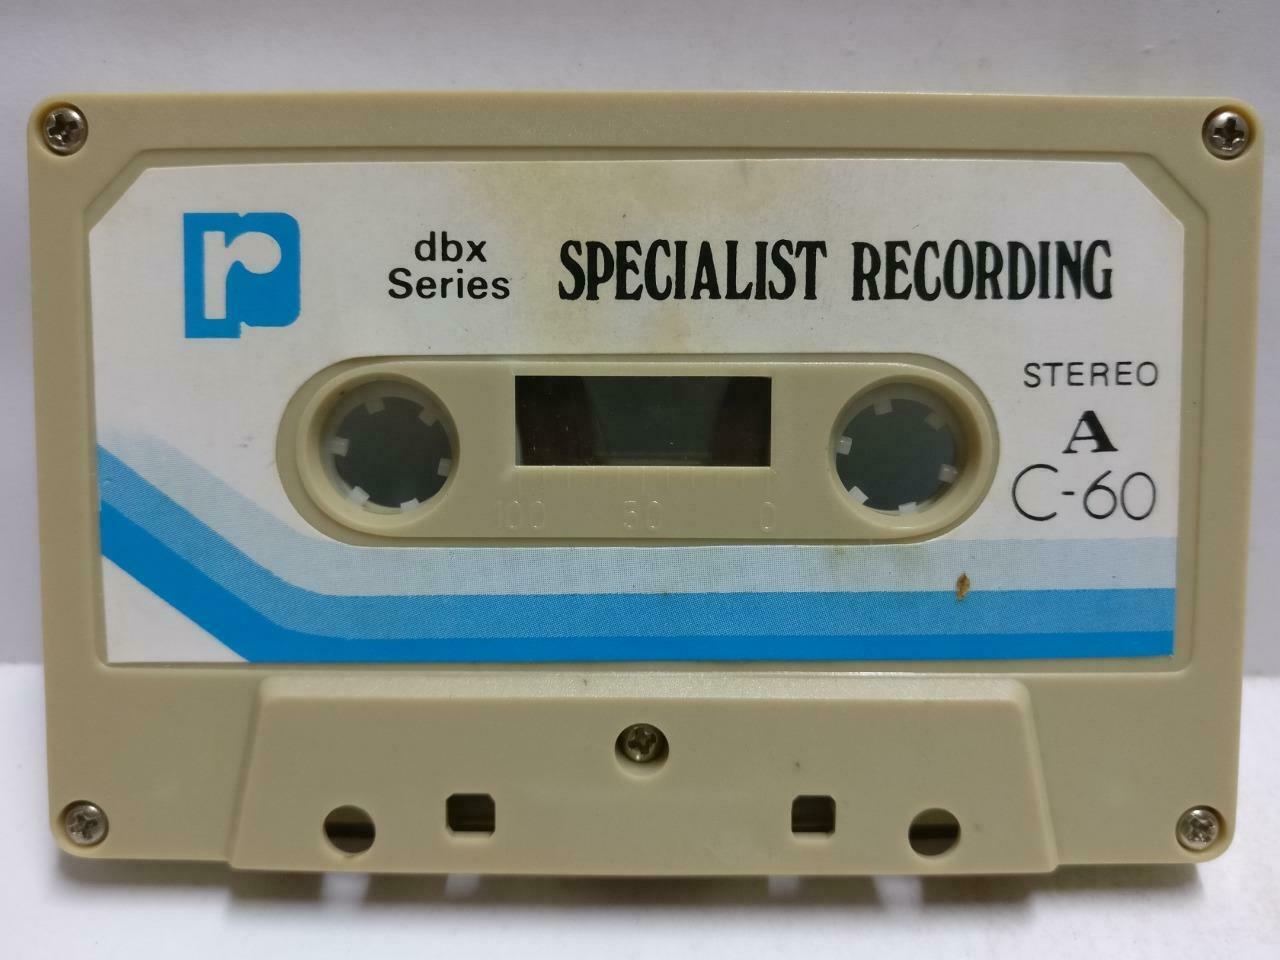 r
dbx
Series
SPECIALIST RECORDING
STEREO
A
C-60
100 50 0